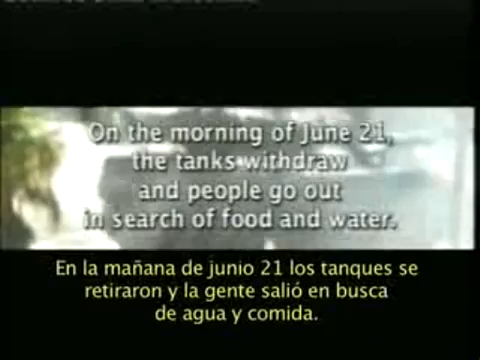 On the morning of June 21,
the tanks withdraw
and people go out
in search of food and water.
En la mañana de junio 21 los tanques se
retiraron y la gente salió en busca
de agua y comida.